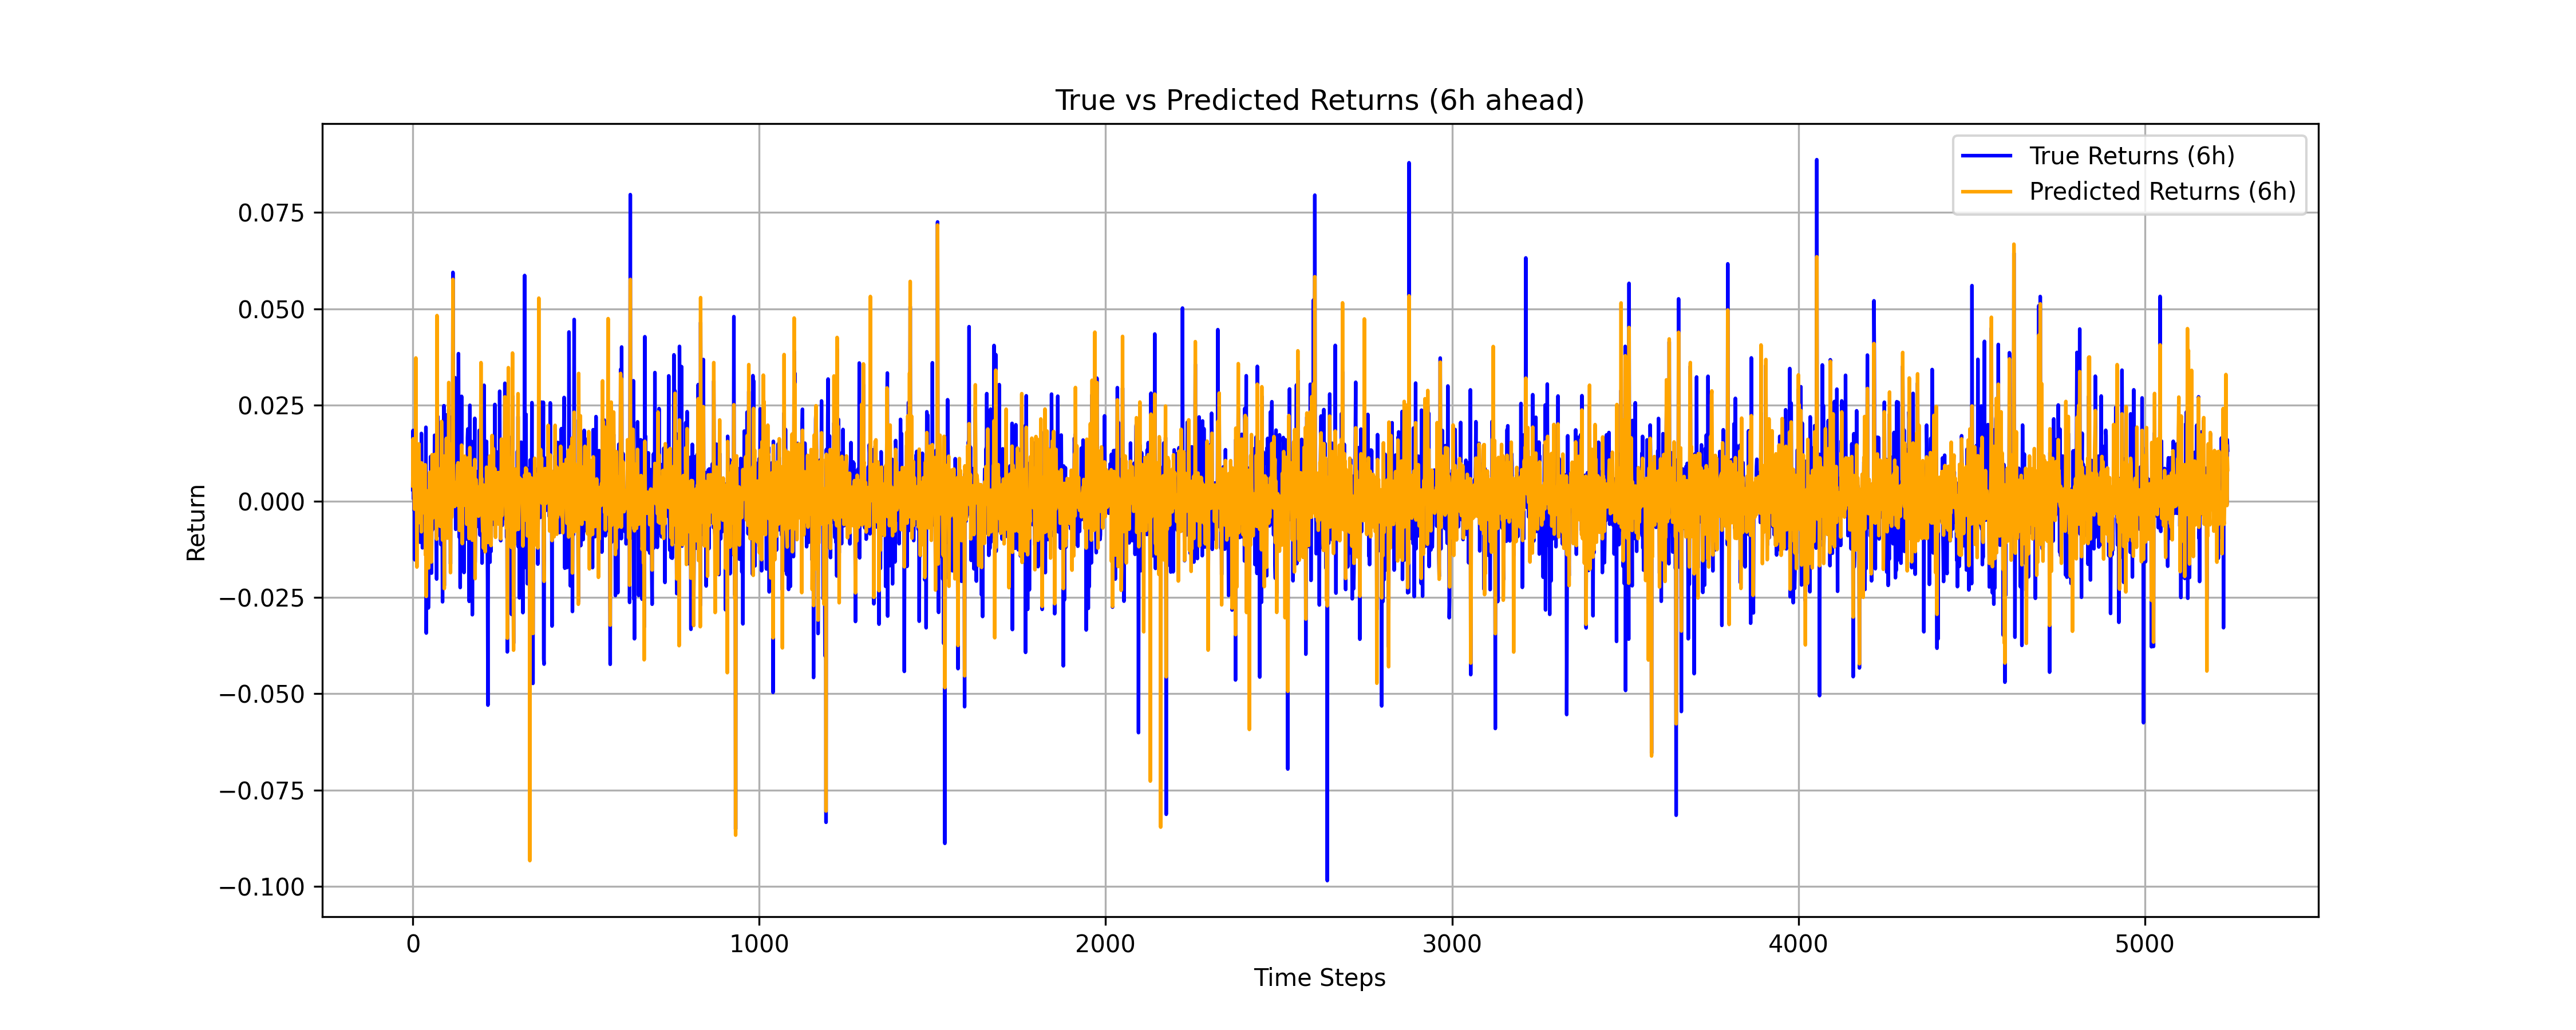 True vs Predicted Returns (6h ahead)
True Returns (6h)
Predicted Returns (6h)
Return
0.075
0.050
0.025
0.000
−0.025
−0.050
−0.075
−0.100
0 1000 2000 3000 4000 5000
Time Steps